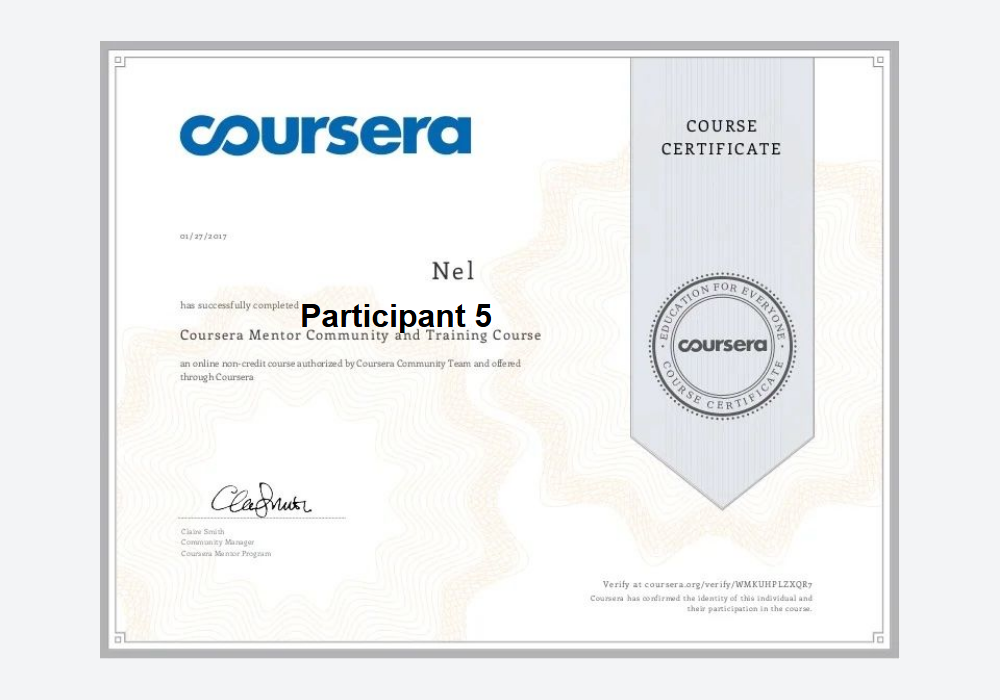 coursera
COURSE
CERTIFICATE
01/27/2017
Nel
has successfully completed
Participant 5
Coursera Mentor Community and Training Course
an online non-credit course authorized by Coursera Community Team and offered
through Coursera
EDUCATION FOR EVERYONE
coursera
COURSE CERTIFICATE
Claire Smith
Community Manager
Coursera Mentor Program
Verify at coursera.org/verify/WMKUHPLZXQR7
Coursera has confirmed the identity of this individual and
their participation in the course.